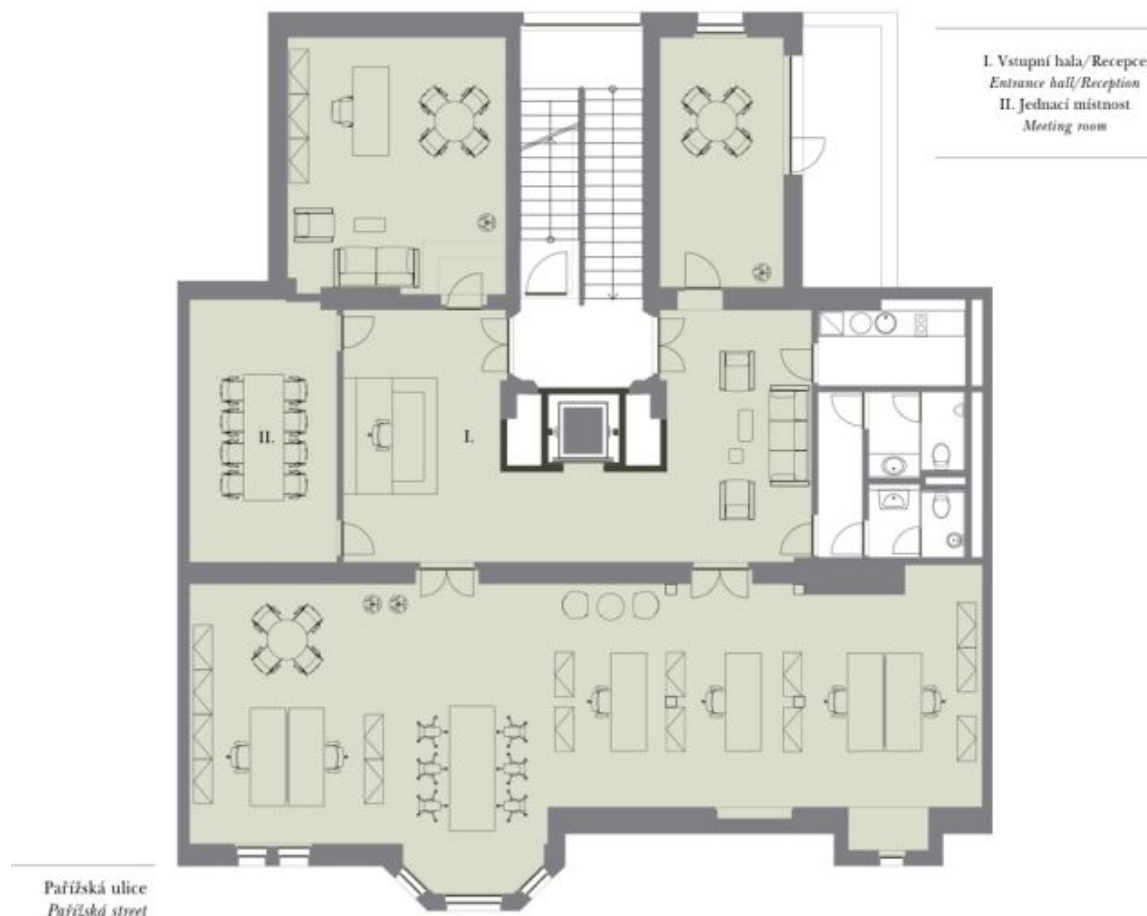 I. Vstupní hala/Recepce
Entrance hall/Reception
II. Jednací místnost
Meeting room
II.
I.
Pařížská ulice
Pařížská street